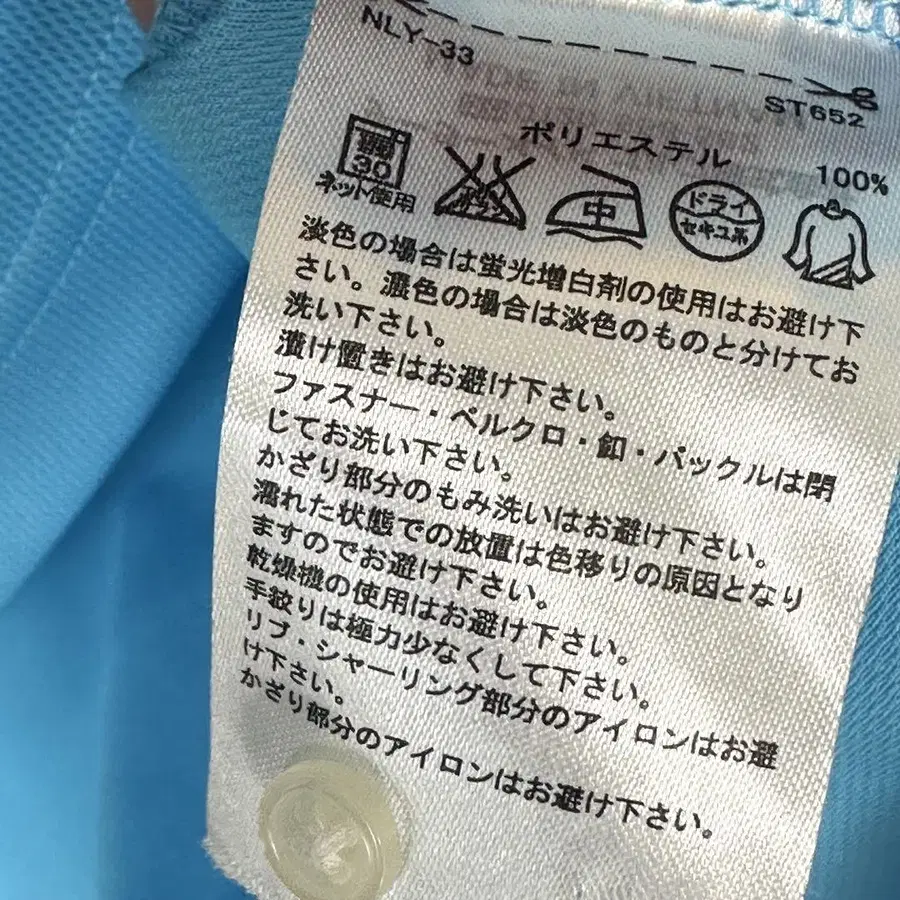 NLY-33
ST652
ポリエステル
100%
弱
30
ネット使用
中
ドライ
セキユ系
淡色の場合は蛍光増白剤の使用はお避け下
さい。濃色の場合は淡色のものと分けてお
洗い下さい。
漬け置きはお避け下さい。
ファスナー・ベルクロ・釦・バックルは閉
じてお洗い下さい。
かざり部分のもみ洗いはお避け下さい。
濡れた状態での放置は色移りの原因となり
ますのでお避け下さい。
乾燥機の使用はお避け下さい。
手絞りは極力少なくして下さい。
リブ・シャーリング部分のアイロンはお避
け下さい。
かざり部分のアイロンはお避け下さい。